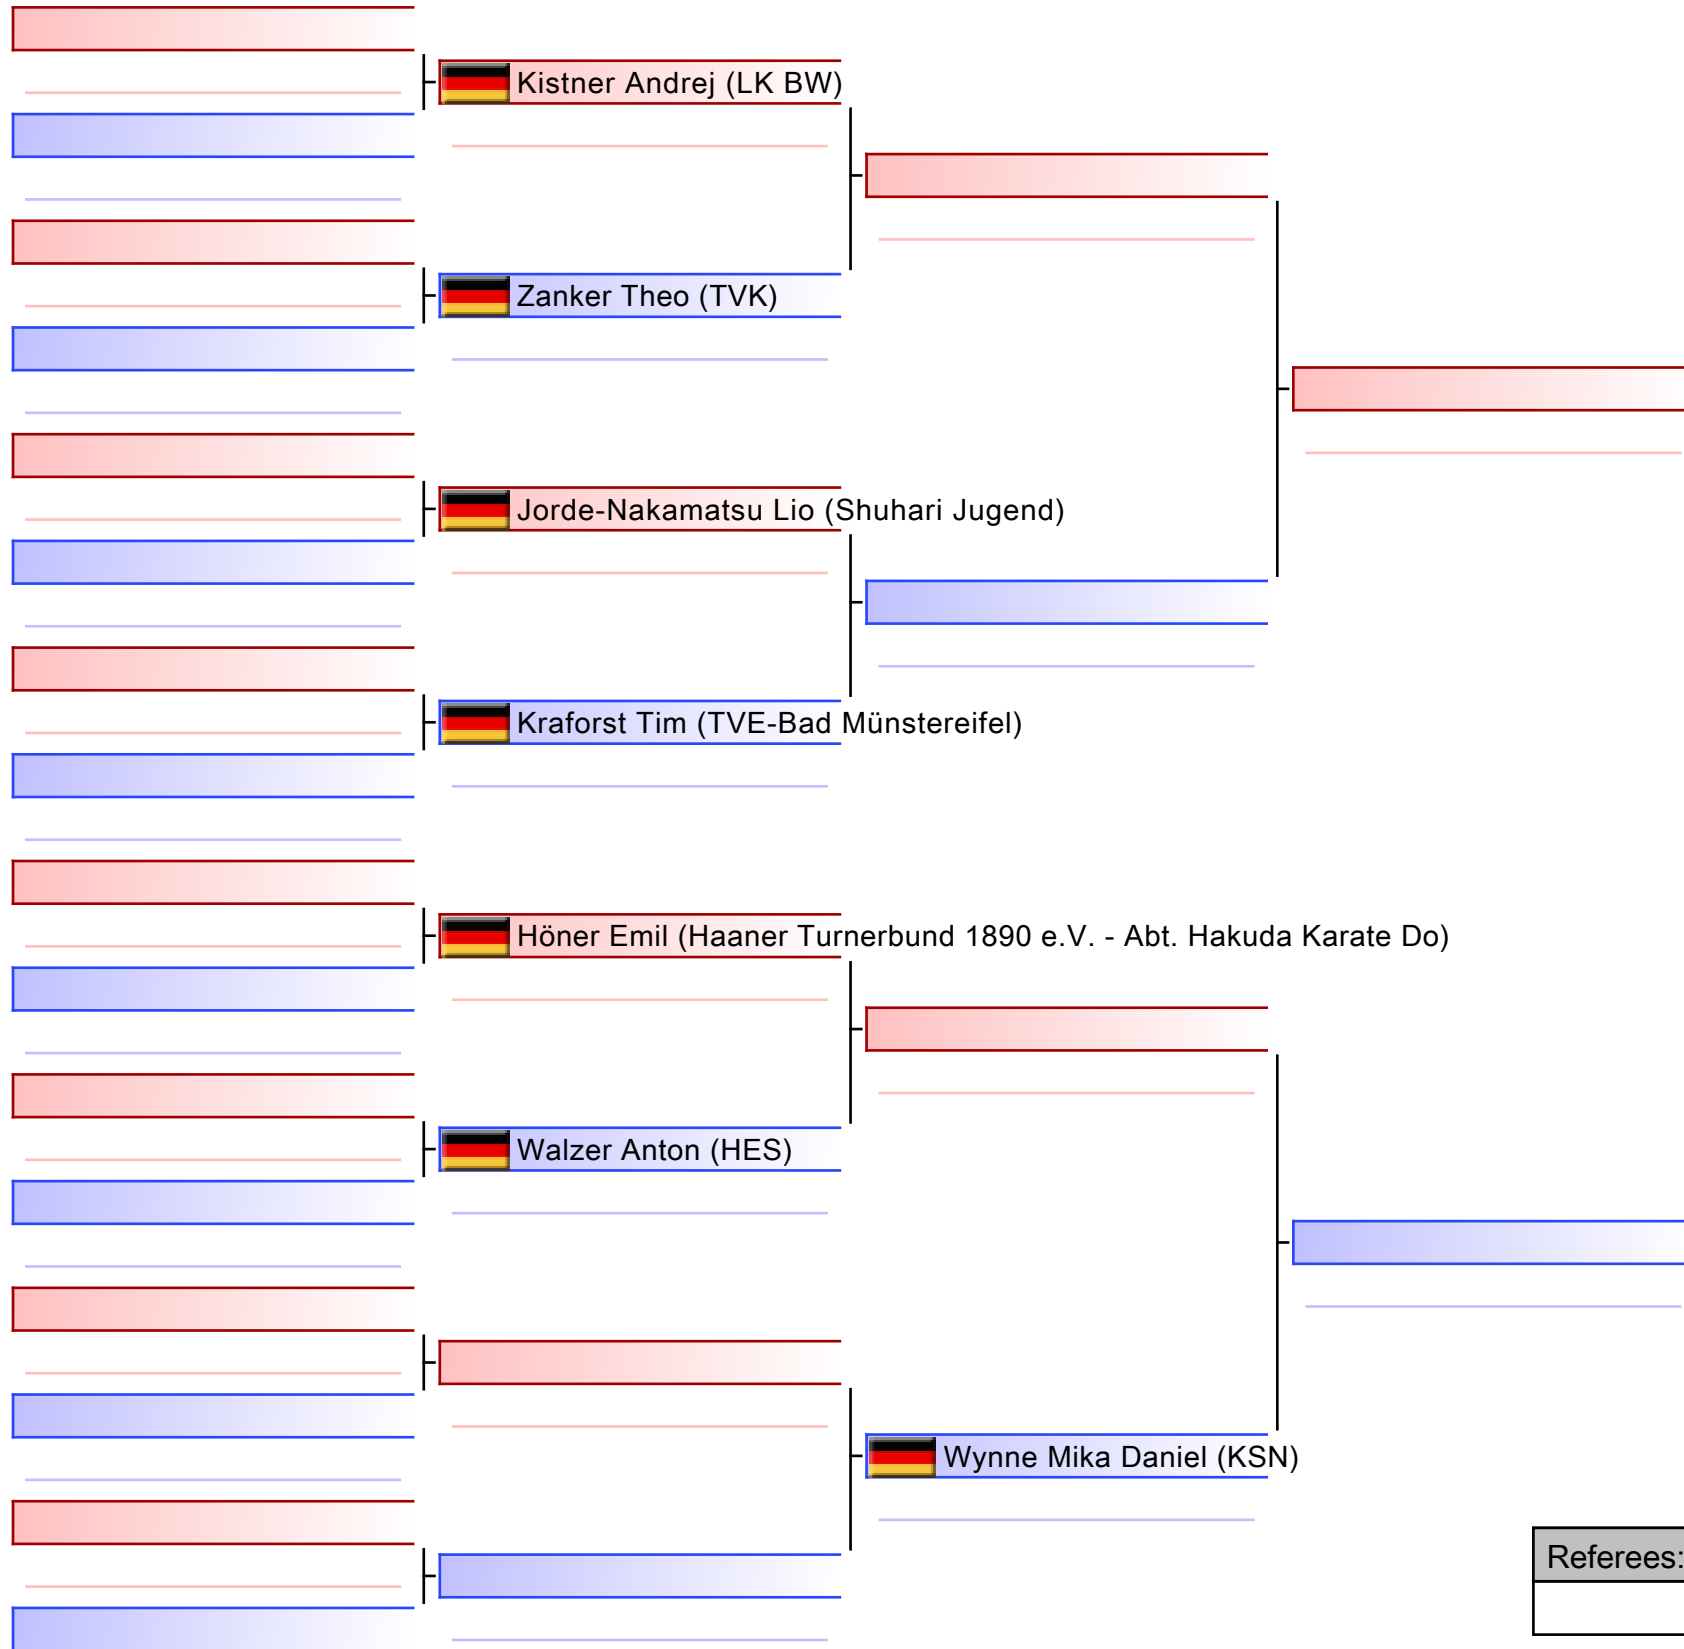 Kistner Andrej (LK BW)
Zanker Theo (TVK)
Jorde-Nakamatsu Lio (Shuhari Jugend)
Kraforst Tim (TVE-Bad Münstereifel)
Höner Emil (Haaner Turnerbund 1890 e.V. - Abt. Hakuda Karate Do)
Walzer Anton (HES)
Wynne Mika Daniel (KSN)
Referees: